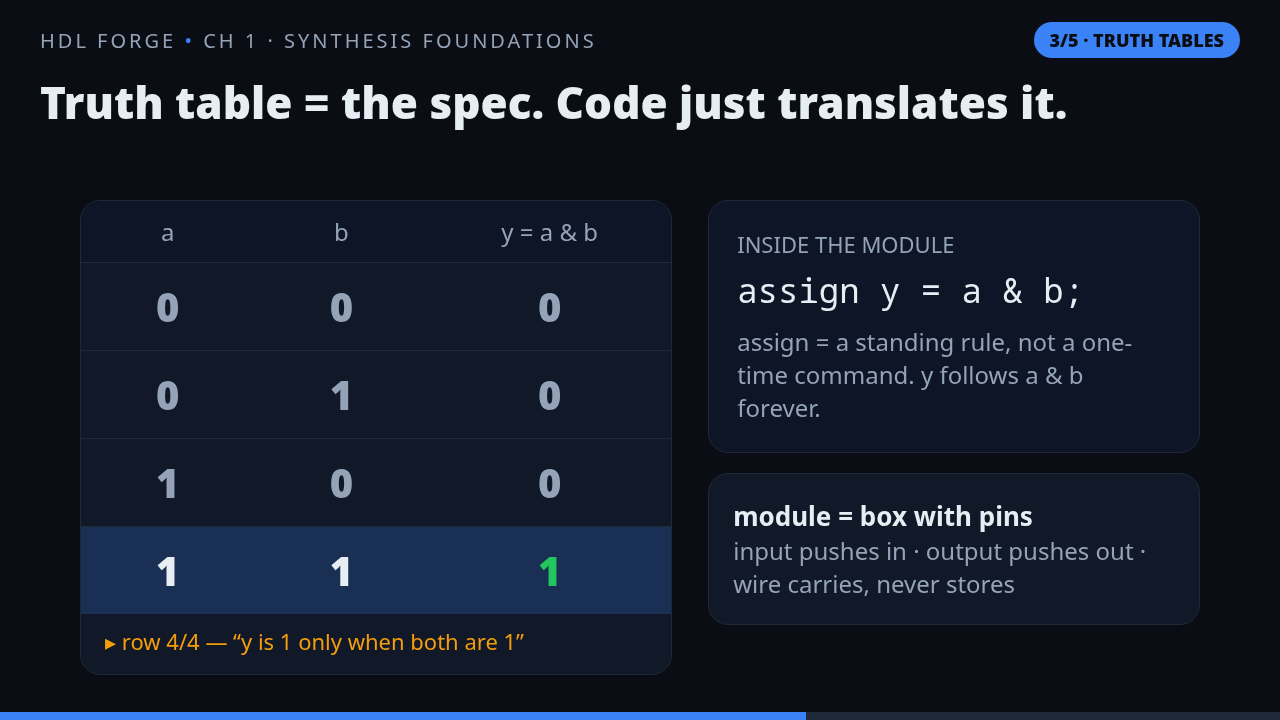 HDL FORGE • CH 1 · SYNTHESIS FOUNDATIONS
3/5 · TRUTH TABLES
Truth table = the spec. Code just translates it.
a b y = a & b
0 0 0
0 1 0
1 0 0
1 1 1
▸ row 4/4 — “y is 1 only when both are 1”
INSIDE THE MODULE
assign y = a & b;
assign = a standing rule, not a one-
time command. y follows a & b
forever.
module = box with pins
input pushes in · output pushes out ·
wire carries, never stores